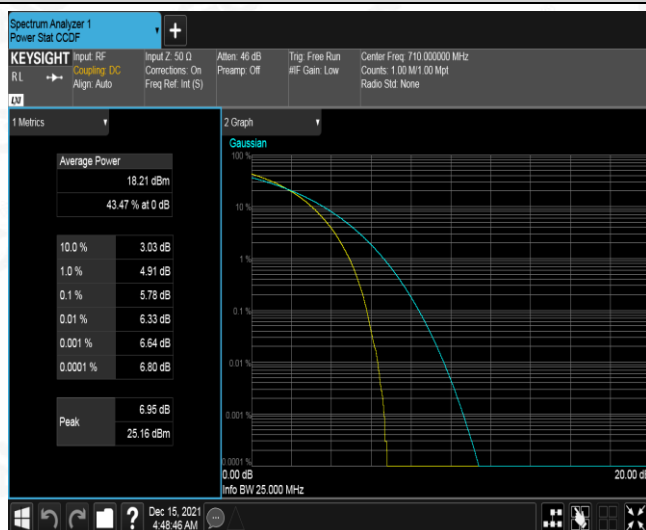 Spectrum Analyzer 1
Power Stat CCDF
+
KEYSIGHT
RL
LXI
Input: RF
Coupling: DC
Align: Auto
Input Z: 50 Ω
Corrections: On
Freq Ref: Int (S)
Atten: 46 dB
Preamp: Off
Trig: Free Run
#IF Gain: Low
Center Freq: 710.000000 MHz
Counts: 1.00 M/1.00 Mpt
Radio Std: None
1 Metrics
Average Power
18.21 dBm
43.47 % at 0 dB
10.0 % 3.03 dB
1.0 % 4.91 dB
0.1 % 5.78 dB
0.01 % 6.33 dB
0.001 % 6.64 dB
0.0001 % 6.80 dB
Peak
6.95 dB
25.16 dBm
2 Graph
Gaussian
100 %
10 %
1 %
0.1 %
0.01 %
0.001 %
0.0001 %
0.00 dB 20.00 dB
Info BW 25.000 MHz
?
Dec 15, 2021
4:48:46 AM